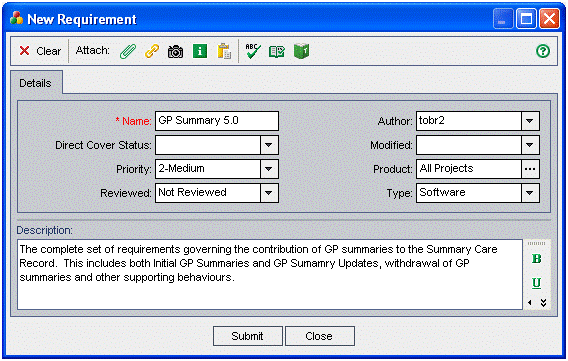 New Requirement
Clear Attach: ABC
Details
* Name: GP Summary 5.0 Author: tobr2
Direct Cover Status: Modified:
Priority: 2-Medium Product: All Projects ...
Reviewed: Not Reviewed Type: Software
Description:
The complete set of requirements governing the contribution of GP summaries to the Summary Care
Record. This includes both Initial GP Summaries and GP Sumamry Updates, withdrawal of GP
summaries and other supporting behaviours.
B
U
Submit Close